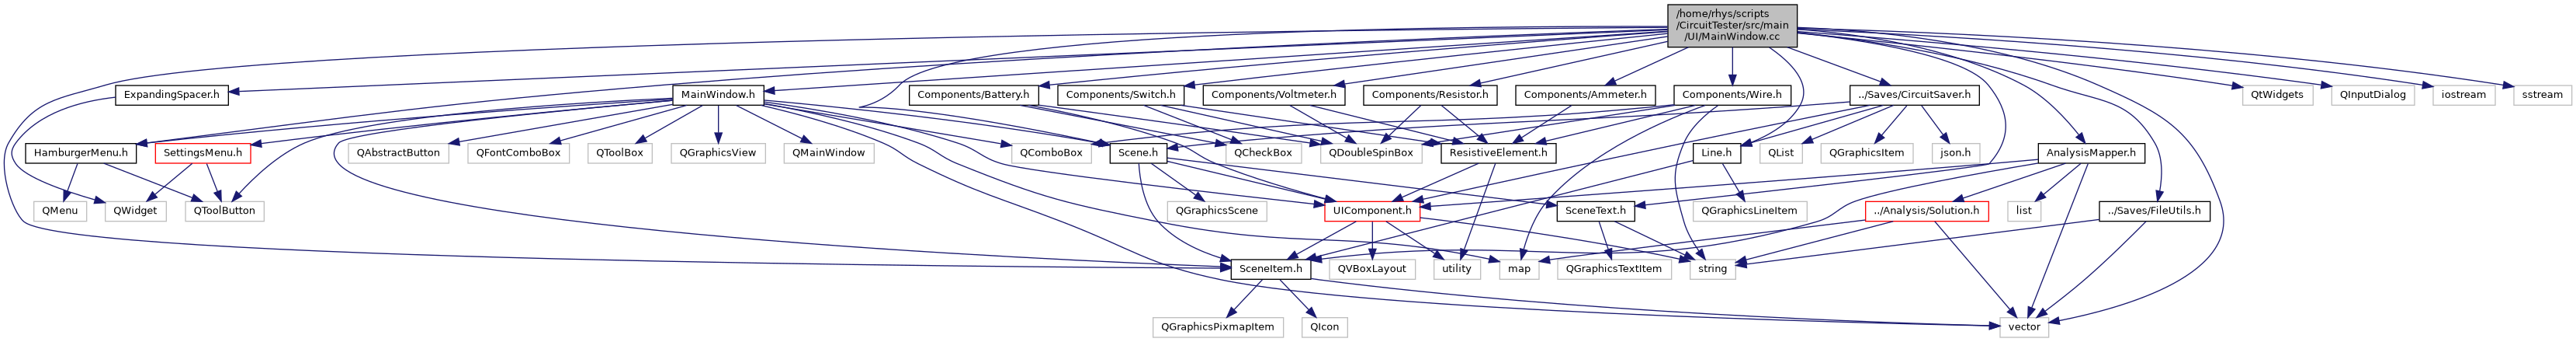 /home/rhys/scripts
/CircuitTester/src/main
/UI/MainWindow.cc
ExpandingSpacer.h
MainWindow.h
Components/Battery.h
Components/Switch.h
Components/Voltmeter.h
Components/Resistor.h
Components/Ammeter.h
Components/Wire.h
../Saves/CircuitSaver.h
QtWidgets
QInputDialog
iostream
sstream
HamburgerMenu.h
SettingsMenu.h
QAbstractButton
QFontComboBox
QToolBox
QGraphicsView
QMainWindow
QComboBox
Scene.h
QCheckBox
QDoubleSpinBox
ResistiveElement.h
Line.h
QList
QGraphicsItem
json.h
AnalysisMapper.h
QMenu
QWidget
QToolButton
QGraphicsScene
UIComponent.h
SceneText.h
QGraphicsLineItem
../Analysis/Solution.h
list
../Saves/FileUtils.h
SceneItem.h
QVBoxLayout
utility
map
QGraphicsTextItem
string
QGraphicsPixmapItem
QIcon
vector